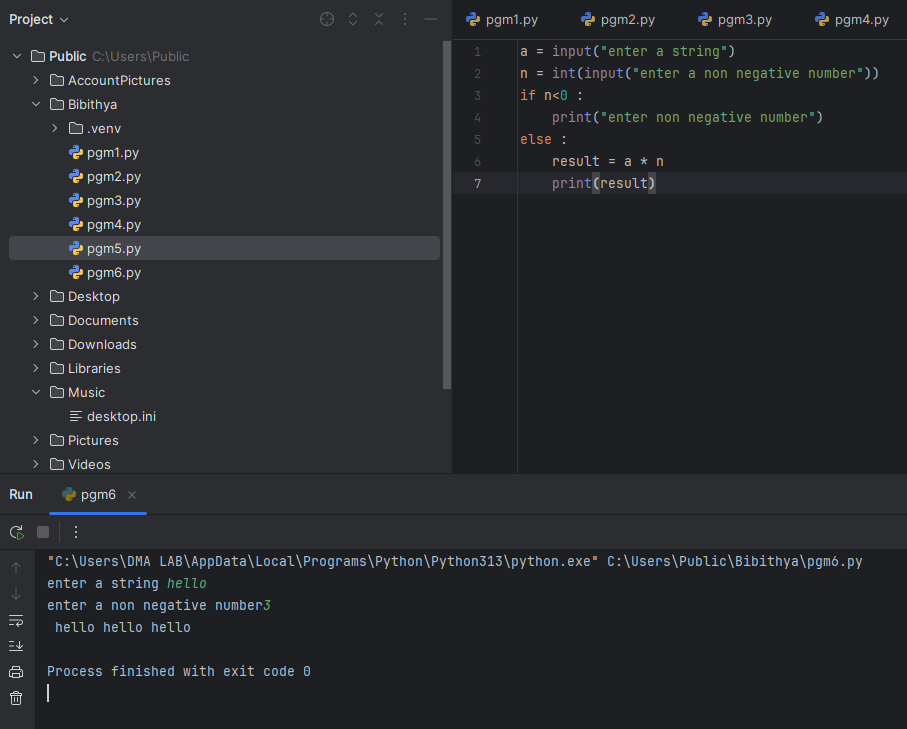 Project
Public C:\Users\Public
AccountPictures
Bibithya
.venv
pgm1.py
pgm2.py
pgm3.py
pgm4.py
pgm5.py
pgm6.py
Desktop
Documents
Downloads
Libraries
Music
desktop.ini
Pictures
Videos
pgm1.py pgm2.py pgm3.py pgm4.py
1 a = input("enter a string")
2 n = int(input("enter a non negative number"))
3 if n<0 :
4 print("enter non negative number")
5 else :
6 result = a * n
7 print(result)
Run pgm6
"C:\Users\DMA LAB\AppData\Local\Programs\Python\Python313\python.exe" C:\Users\Public\Bibithya\pgm6.py
enter a string hello
enter a non negative number3
hello hello hello
Process finished with exit code 0